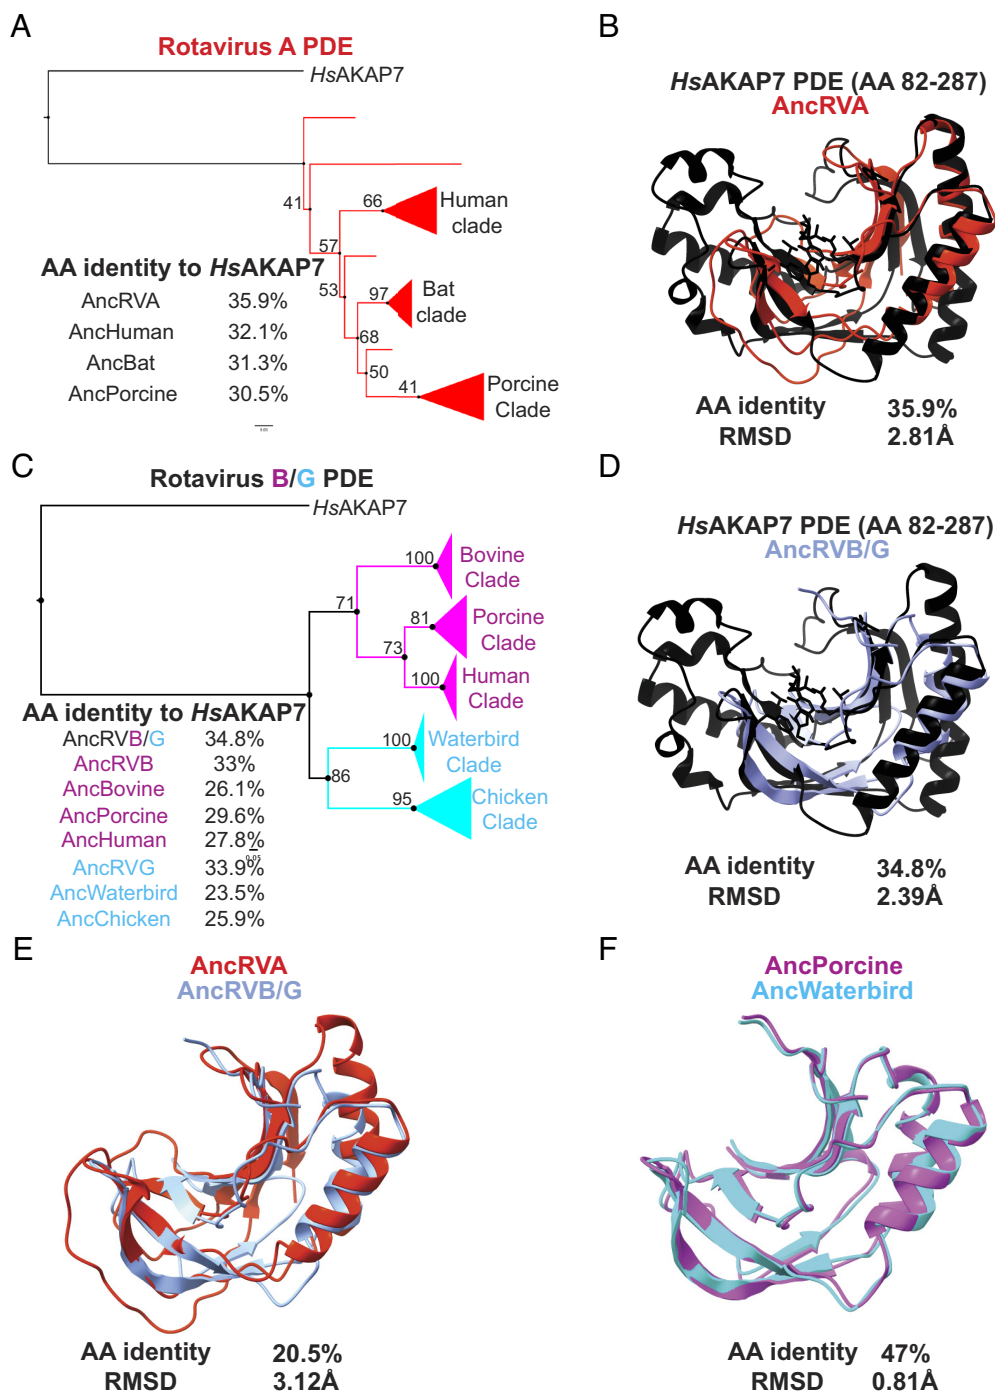 A
Rotavirus A PDE
HsAKAP7
41
66
Human
clade
57
53
97
Bat
clade
68
50
41
Porcine
Clade
AA identity to HsAKAP7
AncRVA 35.9%
AncHuman 32.1%
AncBat 31.3%
AncPorcine 30.5%
B
HsAKAP7 PDE (AA 82-287)
AncRVA
AA identity 35.9%
RMSD 2.81Å
C
Rotavirus B/G PDE
HsAKAP7
100
Bovine
Clade
71
81
Porcine
Clade
73
100
Human
Clade
100
Waterbird
Clade
86
95
Chicken
Clade
AA identity to HsAKAP7
AncRVB/G 34.8%
AncRVB 33%
AncBovine 26.1%
AncPorcine 29.6%
AncHuman 27.8%
0.05
AncRVG 33.9%
AncWaterbird 23.5%
AncChicken 25.9%
D
HsAKAP7 PDE (AA 82-287)
AncRVB/G
AA identity 34.8%
RMSD 2.39Å
E
AncRVA
AncRVB/G
AA identity 20.5%
RMSD 3.12Å
F
AncPorcine
AncWaterbird
AA identity 47%
RMSD 0.81Å